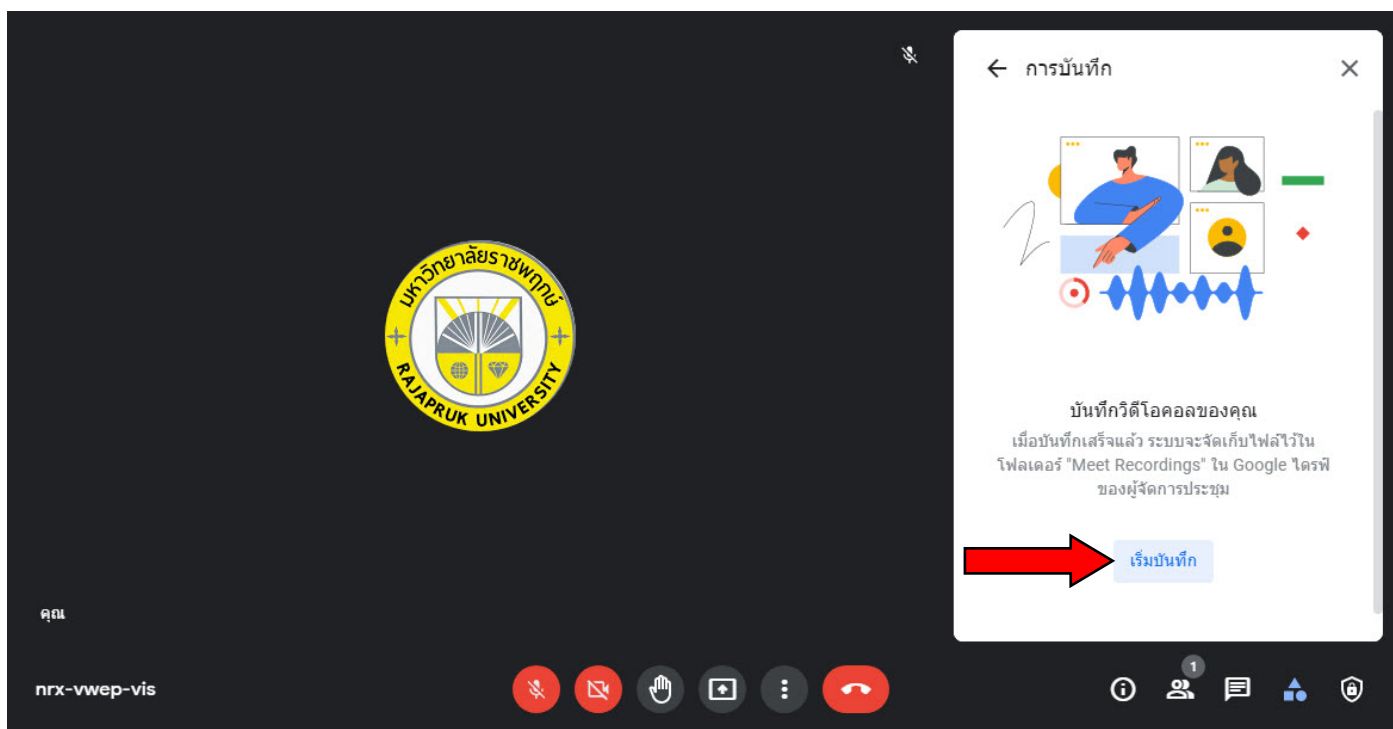 การบันทึก
มหาวิทยาลัยราชพฤกษ์
RAJAPRUK UNIVERSITY
บันทึกวิดีโอคอลของคุณ
เมื่อบันทึกเสร็จแล้ว ระบบจะจัดเก็บไฟล์ไว้ใน
โฟลเดอร์ "Meet Recordings" ใน Google ไดรฟ์
ของผู้จัดการประชุม
เริ่มบันทึก
คุณ
nrx-vwep-vis
1